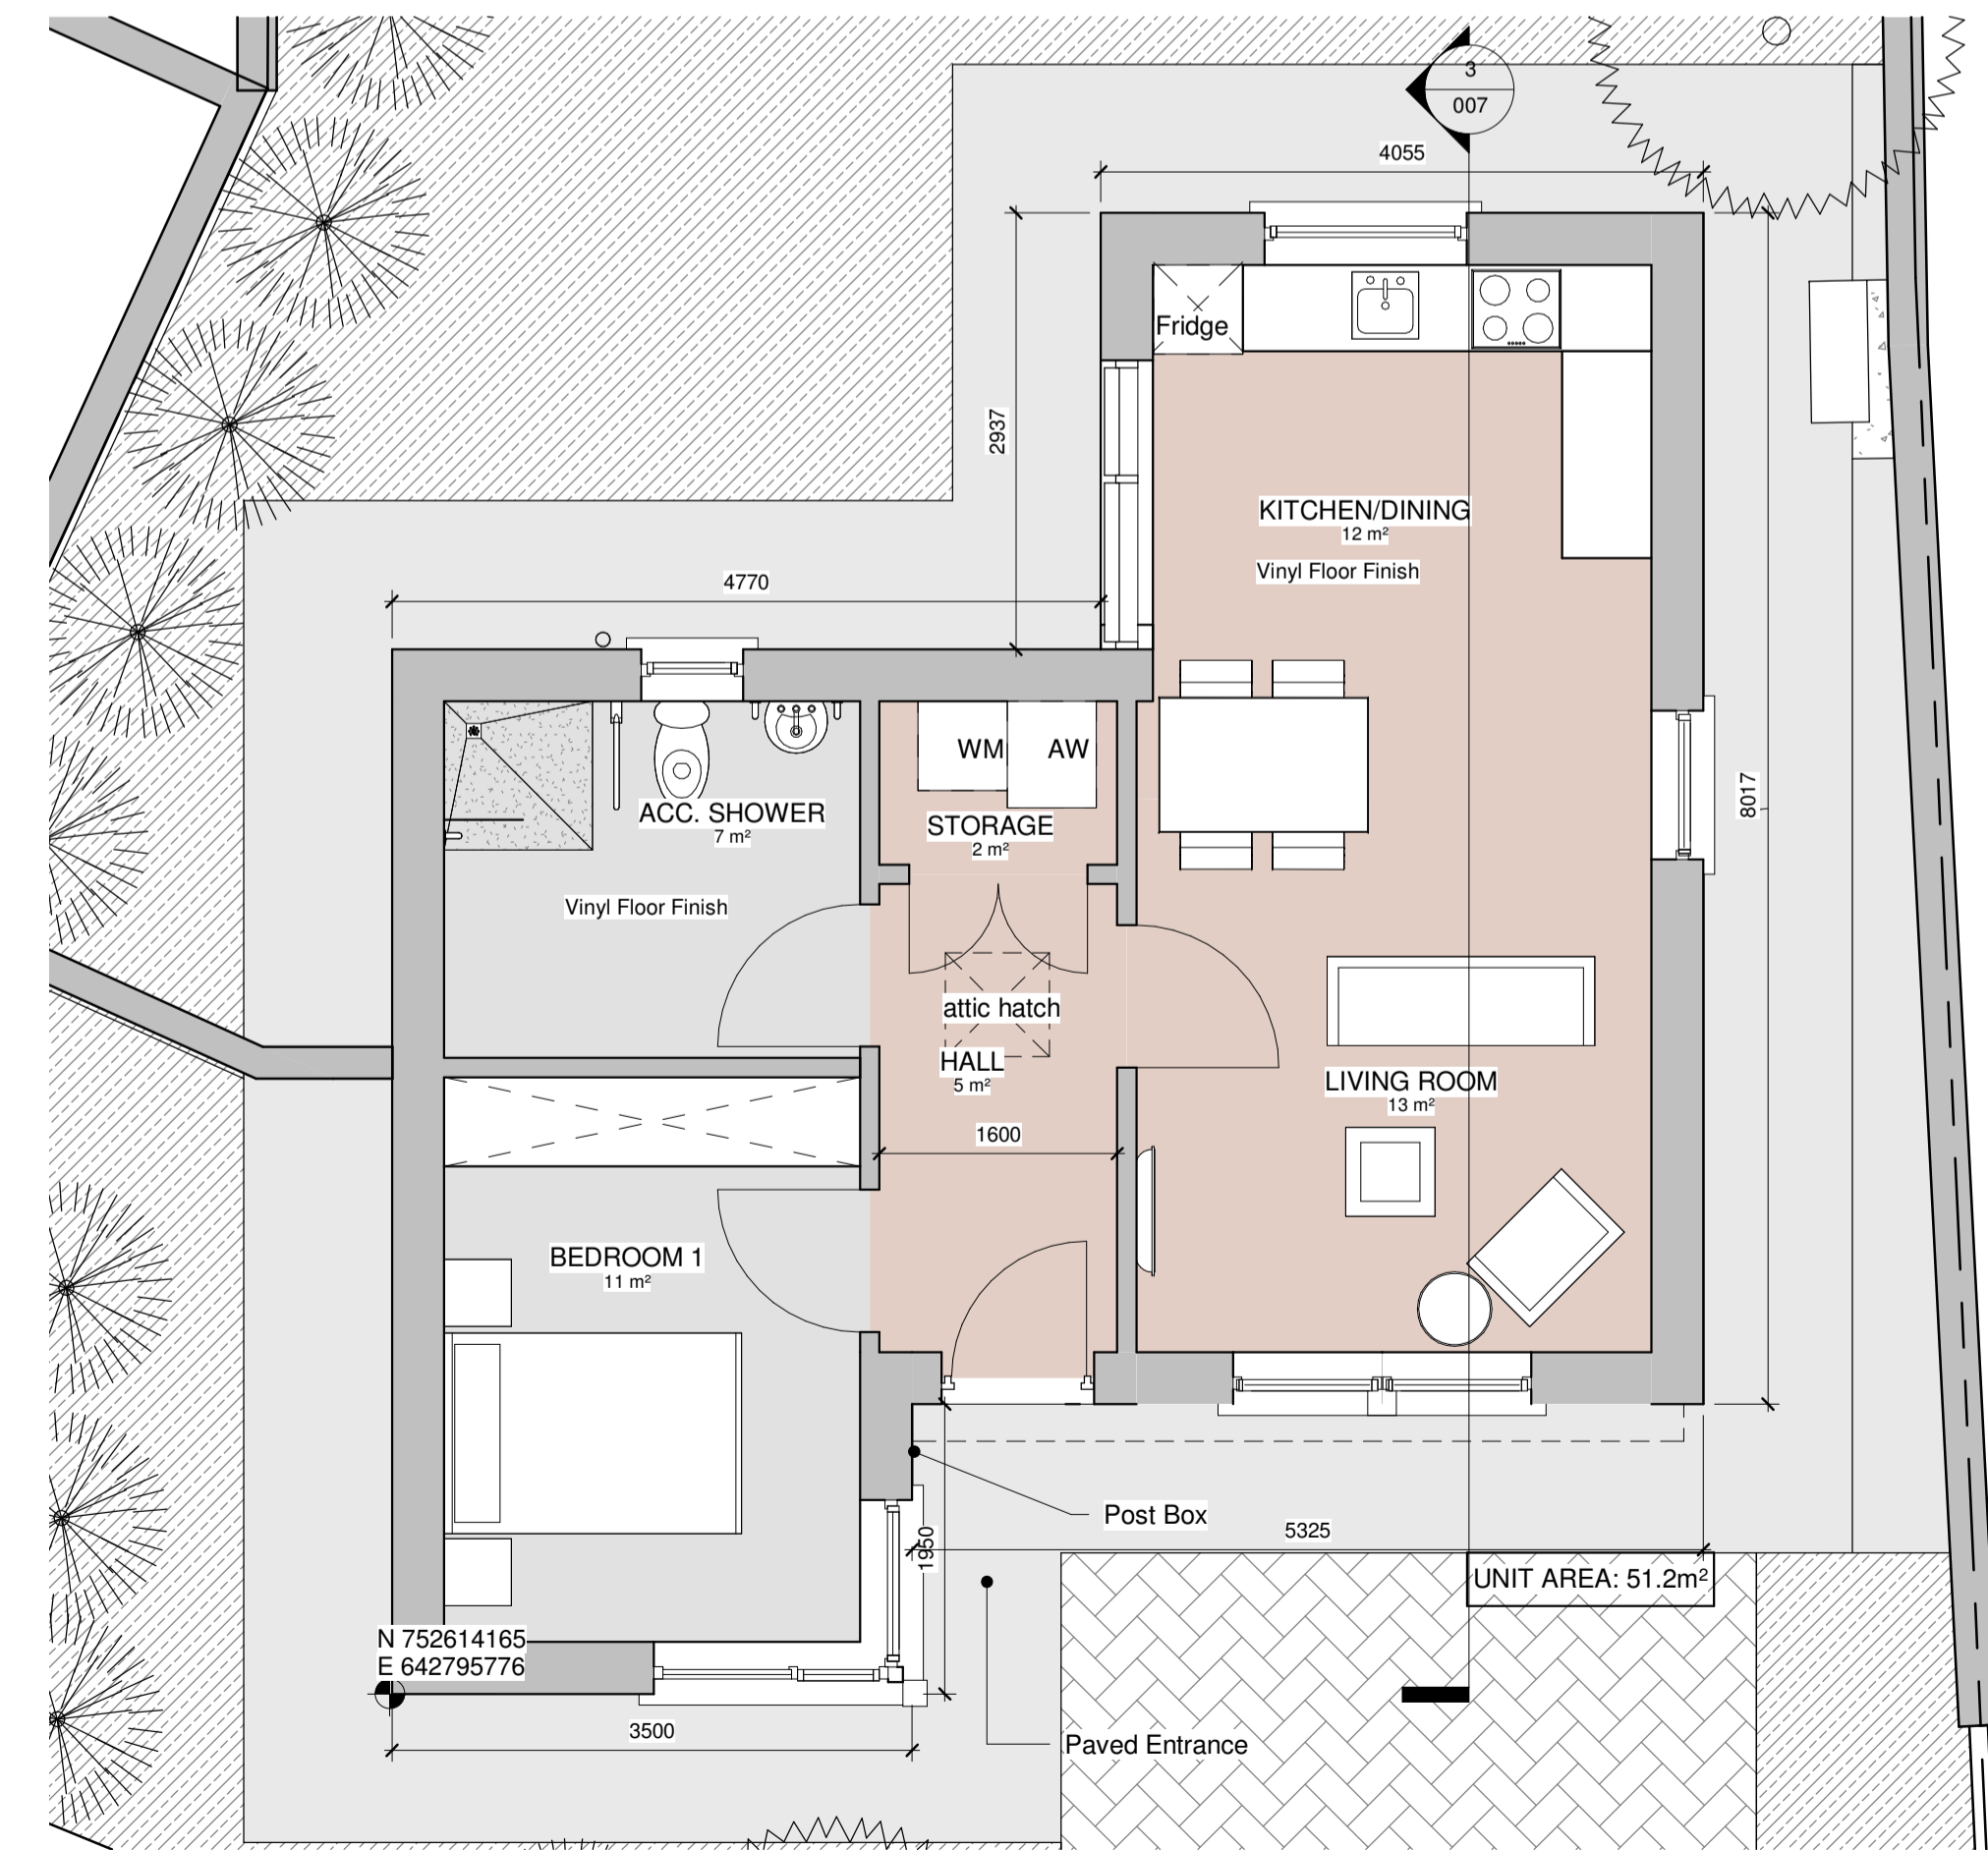 3
007
4055
Fridge
2937
KITCHEN/DINING
12 m²
Vinyl Floor Finish
4770
WM
AW
8017
ACC. SHOWER
7 m²
STORAGE
2 m²
Vinyl Floor Finish
attic hatch
HALL
5 m²
LIVING ROOM
13 m²
1600
BEDROOM 1
11 m²
Post Box
1950
5325
UNIT AREA: 51.2m²
N 752614165
E 642795776
3500
Paved Entrance